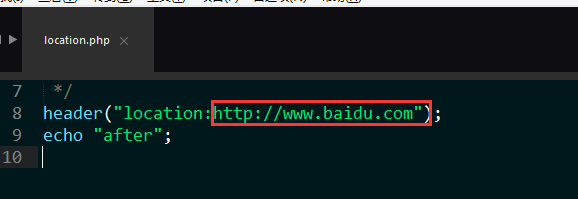 location.php ×
7 */
8 header("location:http://www.baidu.com");
9 echo "after";
10